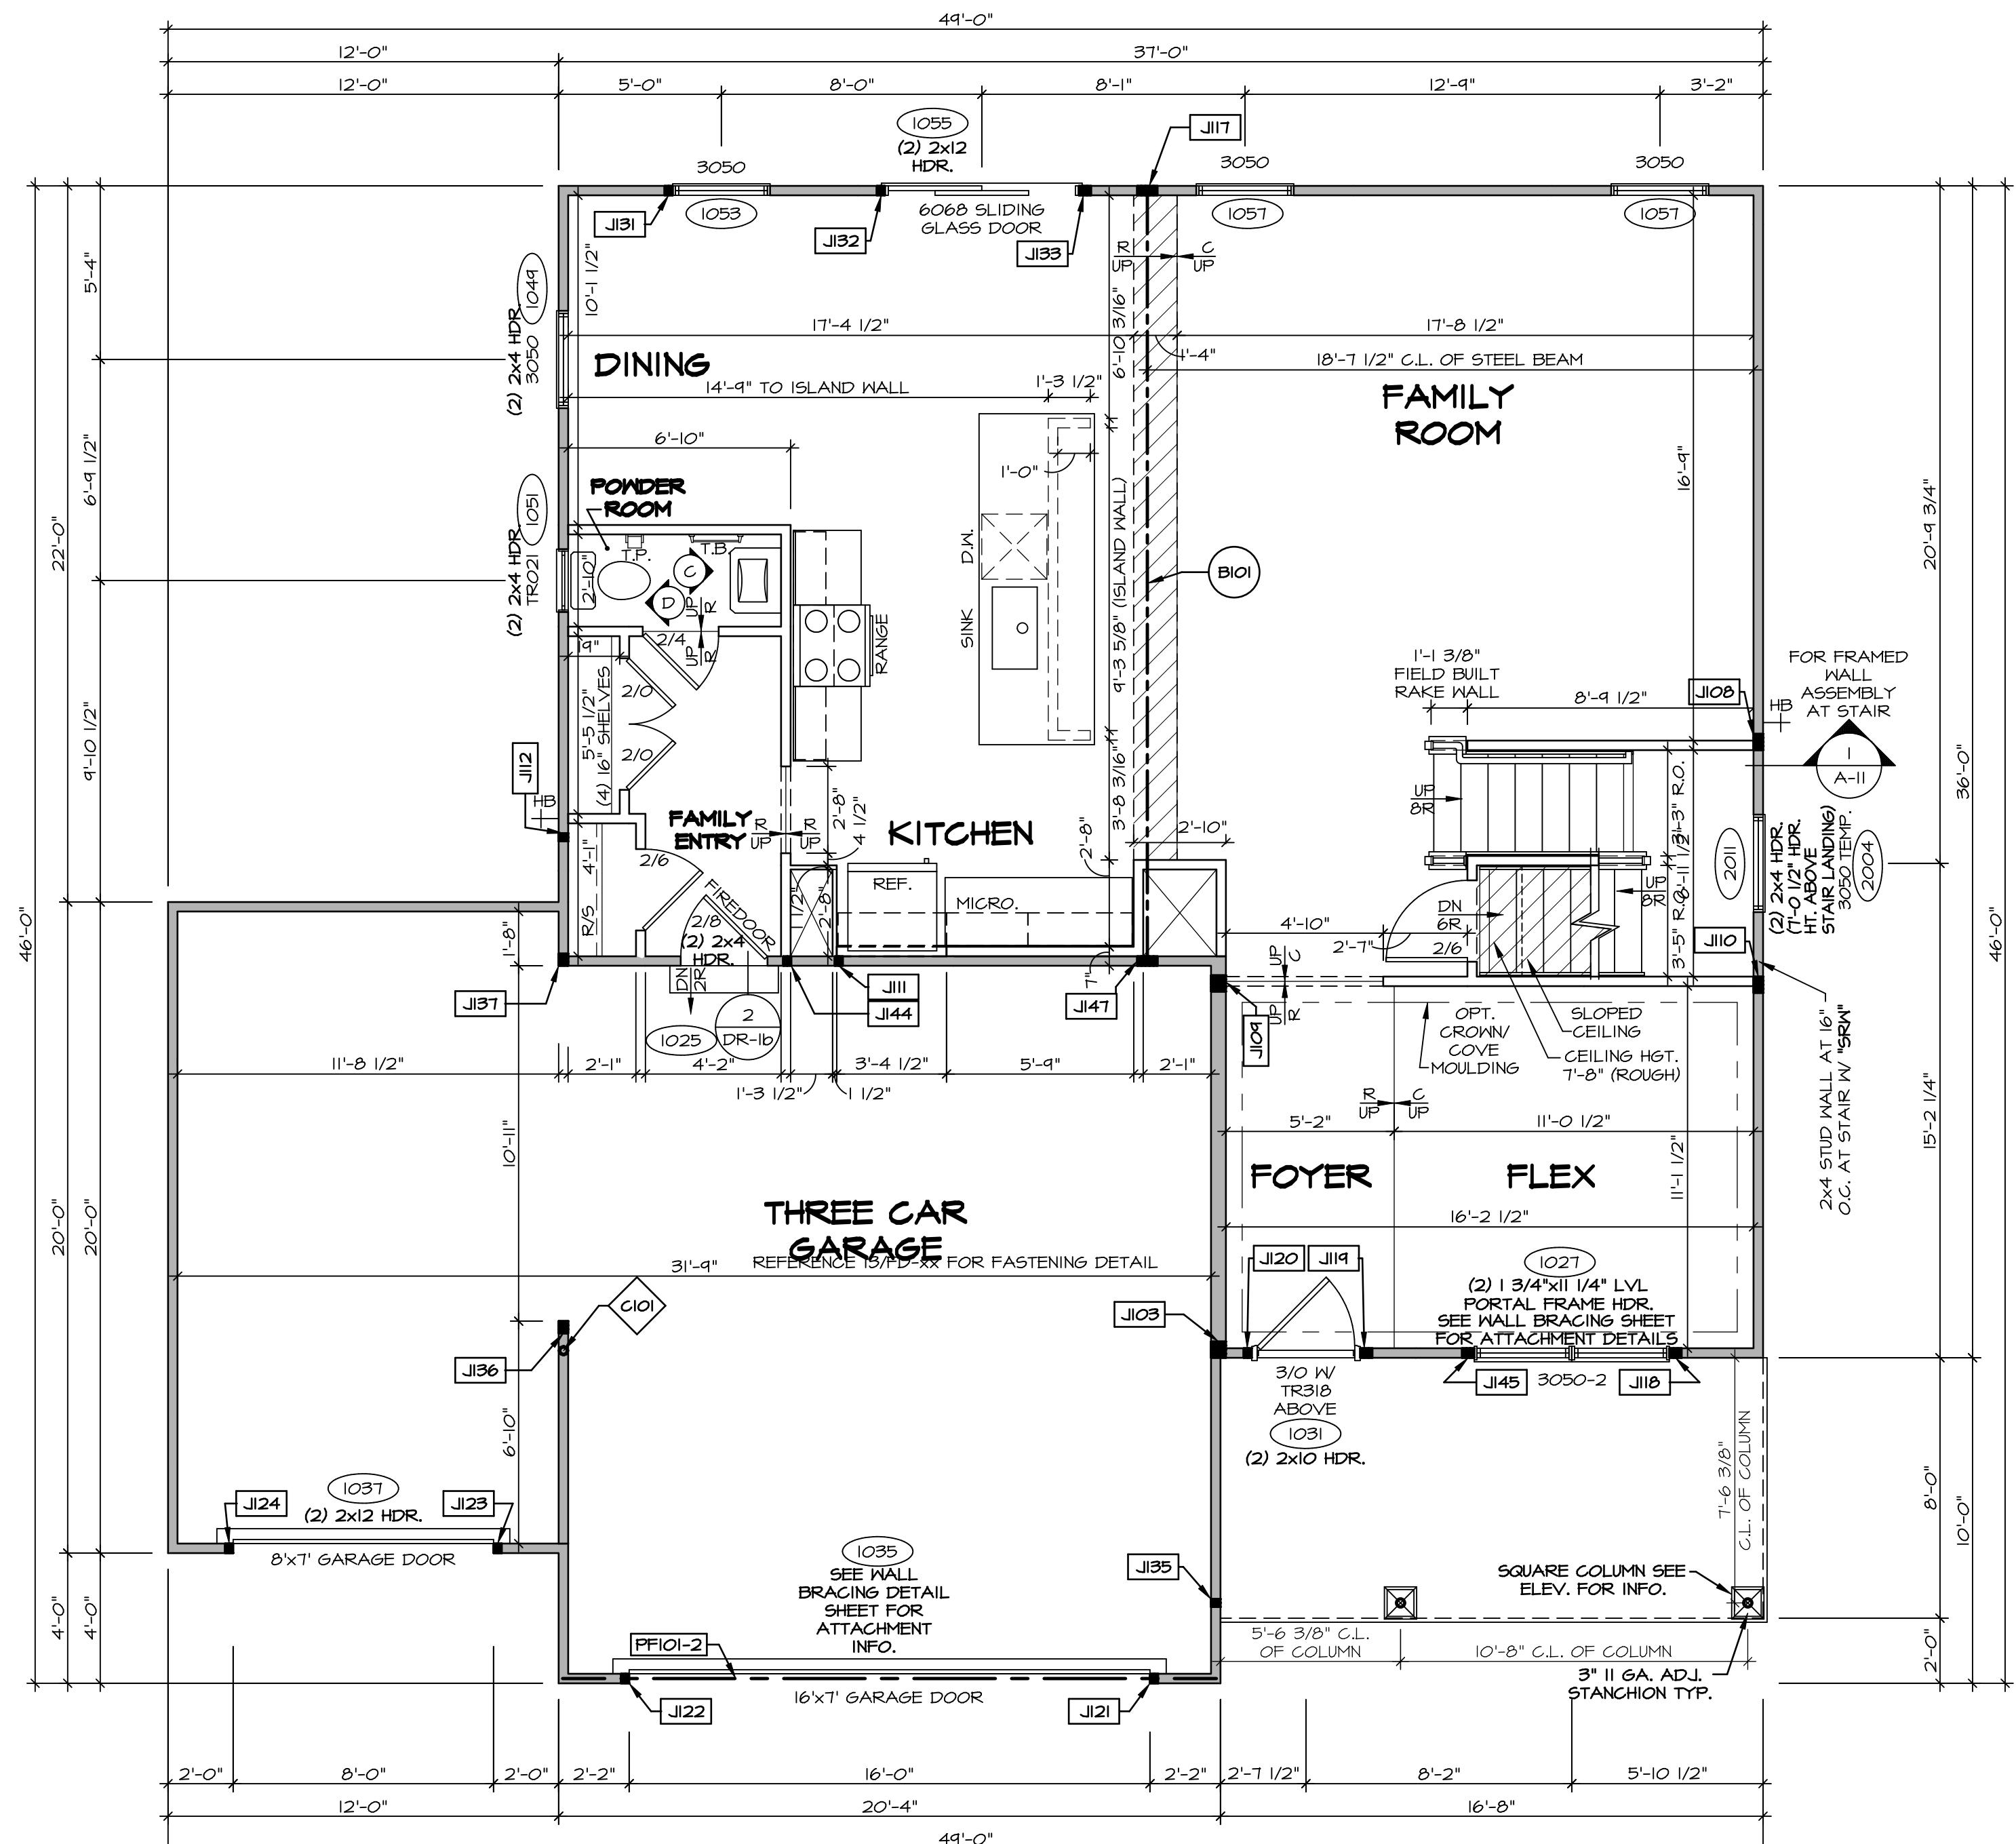 49'-0"
12'-0" 37'-0"
12'-0" 5'-0" 8'-0" 8'-1" 12'-9" 3'-2"
1055
(2) 2x12
HDR.
J117
3050 3050 3050
1053 1057 1057
J131 J132 J133
6068 SLIDING
GLASS DOOR
R C
UP UP
10'-1 1/2"
6'-10 3/16"
5'-4"
1049
(2) 2x4 HDR.
3050
17'-4 1/2" 17'-8 1/2"
1'-4"
18'-7 1/2" C.L. OF STEEL BEAM
DINING
14'-9" TO ISLAND WALL
1'-3 1/2"
FAMILY
ROOM
6'-10"
1'-0"
16'-9"
6'-9 1/2"
22'-0"
1051
(2) 2x4 HDR.
TR021
POWDER
ROOM
T.P. T.B.
C
D
2'-10"
UP R
UP R
2/4
D.W.
SINK
RANGE
9'-3 5/8" (ISLAND WALL)
B101
20'-9 3/4"
19"
2/0
2/0
5'-5 1/2"
(4) 16" SHELVES
9'-10 1/2"
1'-1 3/8"
FIELD BUILT
RAKE WALL
8'-9 1/2"
J108
HB
FOR FRAMED
WALL
ASSEMBLY
AT STAIR
1
A-11
J112
HB
FAMILY
ENTRY
R R
UP UP
2'-8"
4 1/2"
KITCHEN
3'-8 3/16"
2'-8"
2'-10"
UP
8R
3'-3" R.O.
6'-11 1/2"
36'-0"
2011
(2) 2x4 HDR.
(1'-0 1/2" HDR.
HT. ABOVE
STAIR LANDING)
3050 TEMP.
2004
4'-1"
2/6
R/S
FIREDOOR
2/8
(2) 2x4
HDR.
1 1/2"
2'-8"
REF.
MICRO.
7"
DN
6R
UP
8R
3'-5" R.O.
4'-10"
2'-7"
2/6
J110
46'-0" 46'-0"
1'-8"
J137
DN
2R
1025
2
DR-1b
J111
J144
J147
UP C
UP R
J109
OPT.
CROWN/
COVE
MOULDING
SLOPED
CEILING
CEILING HGT.
7'-8" (ROUGH)
2x4 STUD WALL AT 16"
O.C. AT STAIR W/ "SRW"
11'-8 1/2" 2'-1" 4'-2" 3'-4 1/2" 5'-9" 2'-1"
1'-3 1/2" 1 1/2"
R C
UP UP
5'-2" 11'-0 1/2"
10'-11"
11'-1 1/2"
15'-2 1/4"
FOYER FLEX
16'-2 1/2"
20'-0" 20'-0"
THREE CAR
GARAGE
31'-9" REFERENCE 15/FD-xx FOR FASTENING DETAIL
C101
J120 J119
1027
(2) 1 3/4"x11 1/4" LVL
PORTAL FRAME HDR.
SEE WALL BRACING SHEET
FOR ATTACHMENT DETAILS
J103
J136
J145 3050-2 J118
3/0 W/
TR318
ABOVE
1031
(2) 2x10 HDR.
6'-10"
7'-6 3/8"
C.L. OF COLUMN
8'-0"
10'-0"
J124 1037 J123
(2) 2x12 HDR.
8'x7' GARAGE DOOR
1035
SEE WALL
BRACING DETAIL
SHEET FOR
ATTACHMENT
INFO.
J135
SQUARE COLUMN SEE
ELEV. FOR INFO.
4'-0" 4'-0"
PF101-2
5'-6 3/8" C.L.
OF COLUMN
10'-8" C.L. OF COLUMN
2'-0"
3" 11 GA. ADJ.
STANCHION TYP.
16'x7' GARAGE DOOR
J122 J121
2'-0" 8'-0" 2'-0" 2'-2" 16'-0" 2'-2" 2'-7 1/2" 8'-2" 5'-10 1/2"
12'-0" 20'-4" 16'-8"
49'-0"